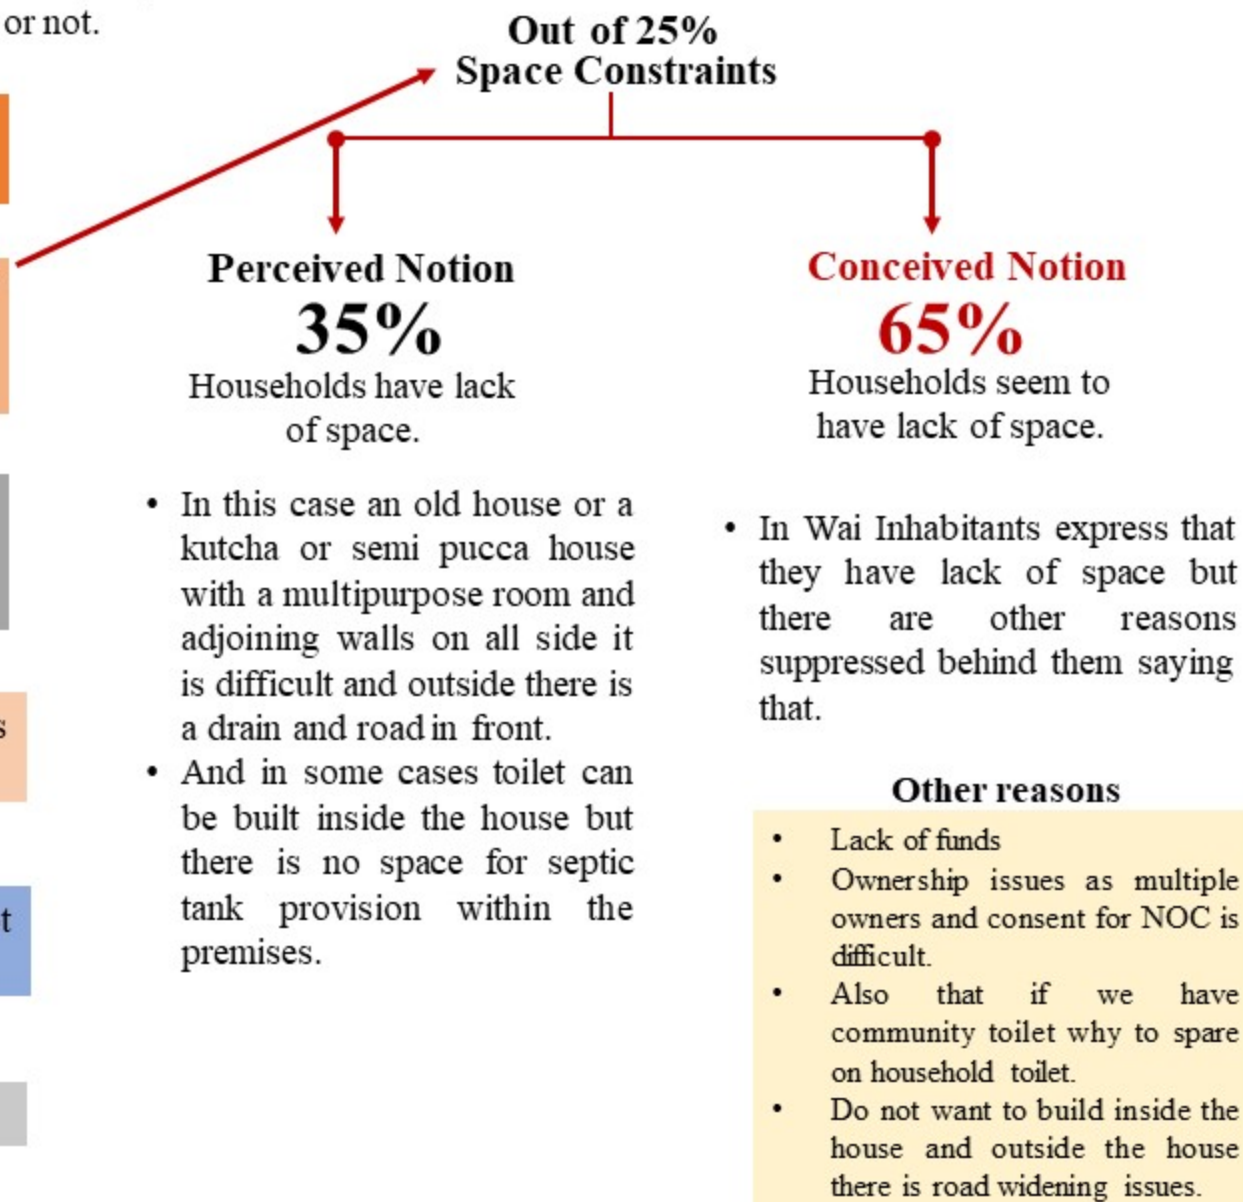 or not.
Out of 25%
Space Constraints
Perceived Notion
35%
Households have lack
of space.
• In this case an old house or a
kutcha or semi pucca house
with a multipurpose room and
adjoining walls on all side it
is difficult and outside there is
a drain and road in front.
• And in some cases toilet can
be built inside the house but
there is no space for septic
tank provision within the
premises.
Conceived Notion
65%
Households seem to
have lack of space.
• In Wai Inhabitants express that
they have lack of space but
there are other reasons
suppressed behind them saying
that.
Other reasons
• Lack of funds
• Ownership issues as multiple
owners and consent for NOC is
difficult.
• Also that if we have
community toilet why to spare
on household toilet.
• Do not want to build inside the
house and outside the house
there is road widening issues.